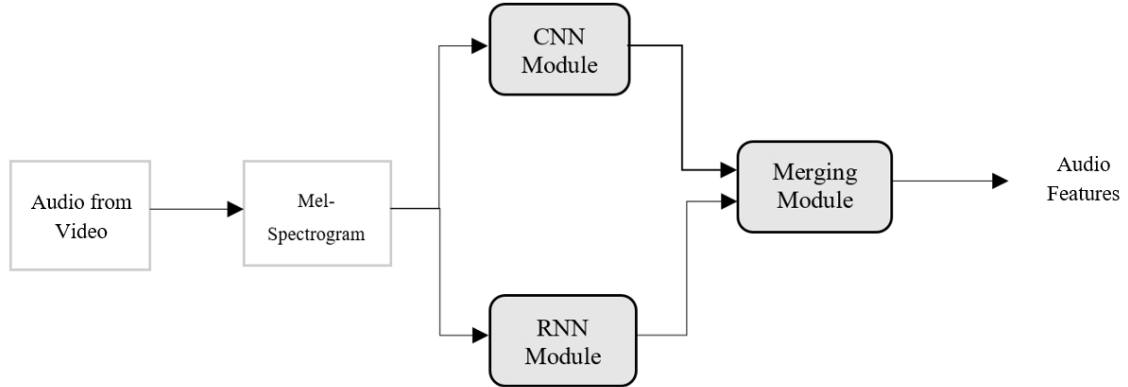 Audio from
Video
Mel-
Spectrogram
CNN
Module
RNN
Module
Merging
Module
Audio
Features